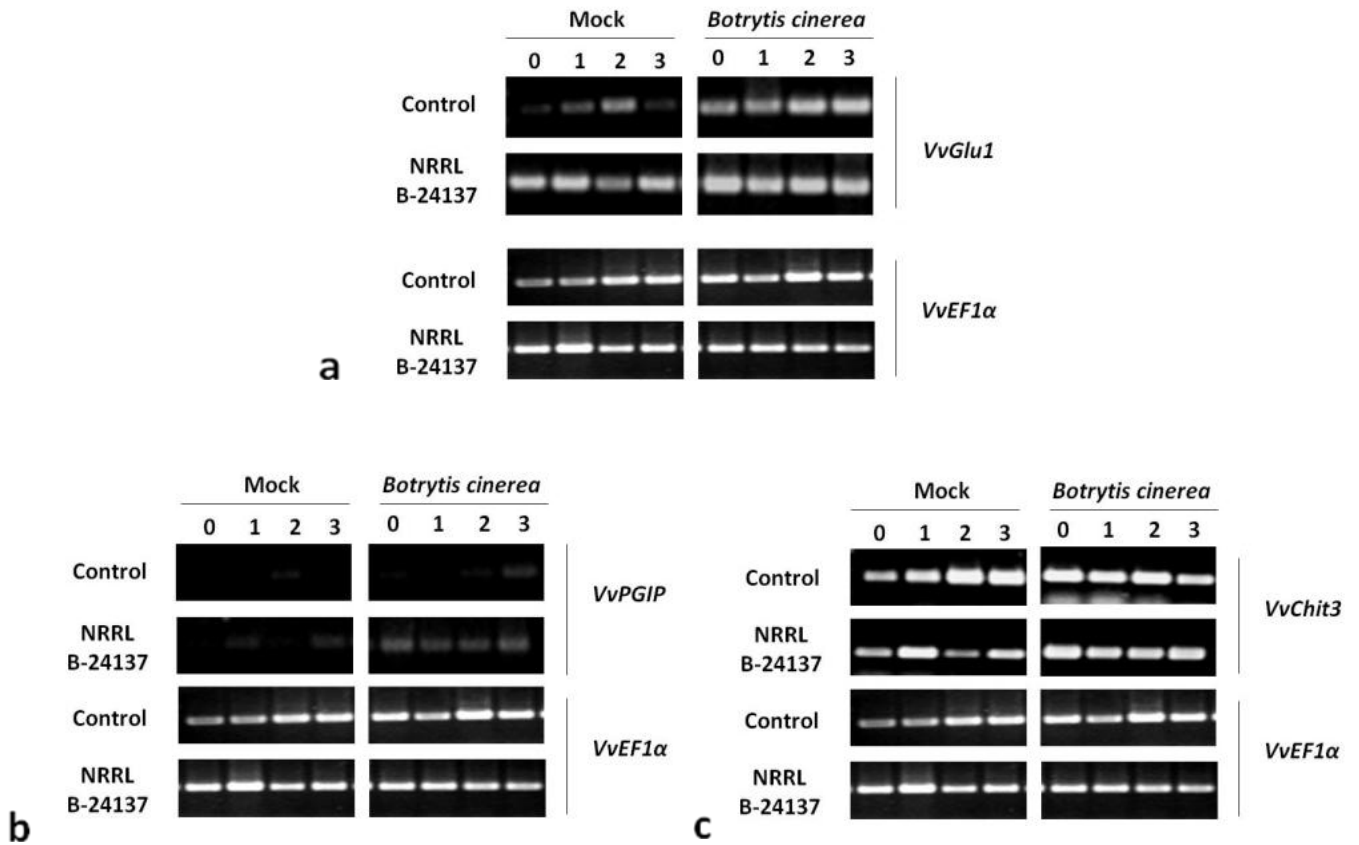 Mock Botrytis cinerea
0 1 2 3 0 1 2 3
Control
VvGlu1
NRRL
B-24137
Control
VvEF1α
NRRL
B-24137
a
Mock Botrytis cinerea
0 1 2 3 0 1 2 3
Control
VvPGIP
NRRL
B-24137
Control
VvEF1α
NRRL
B-24137
b
Mock Botrytis cinerea
0 1 2 3 0 1 2 3
Control
VvChit3
NRRL
B-24137
Control
VvEF1α
NRRL
B-24137
c